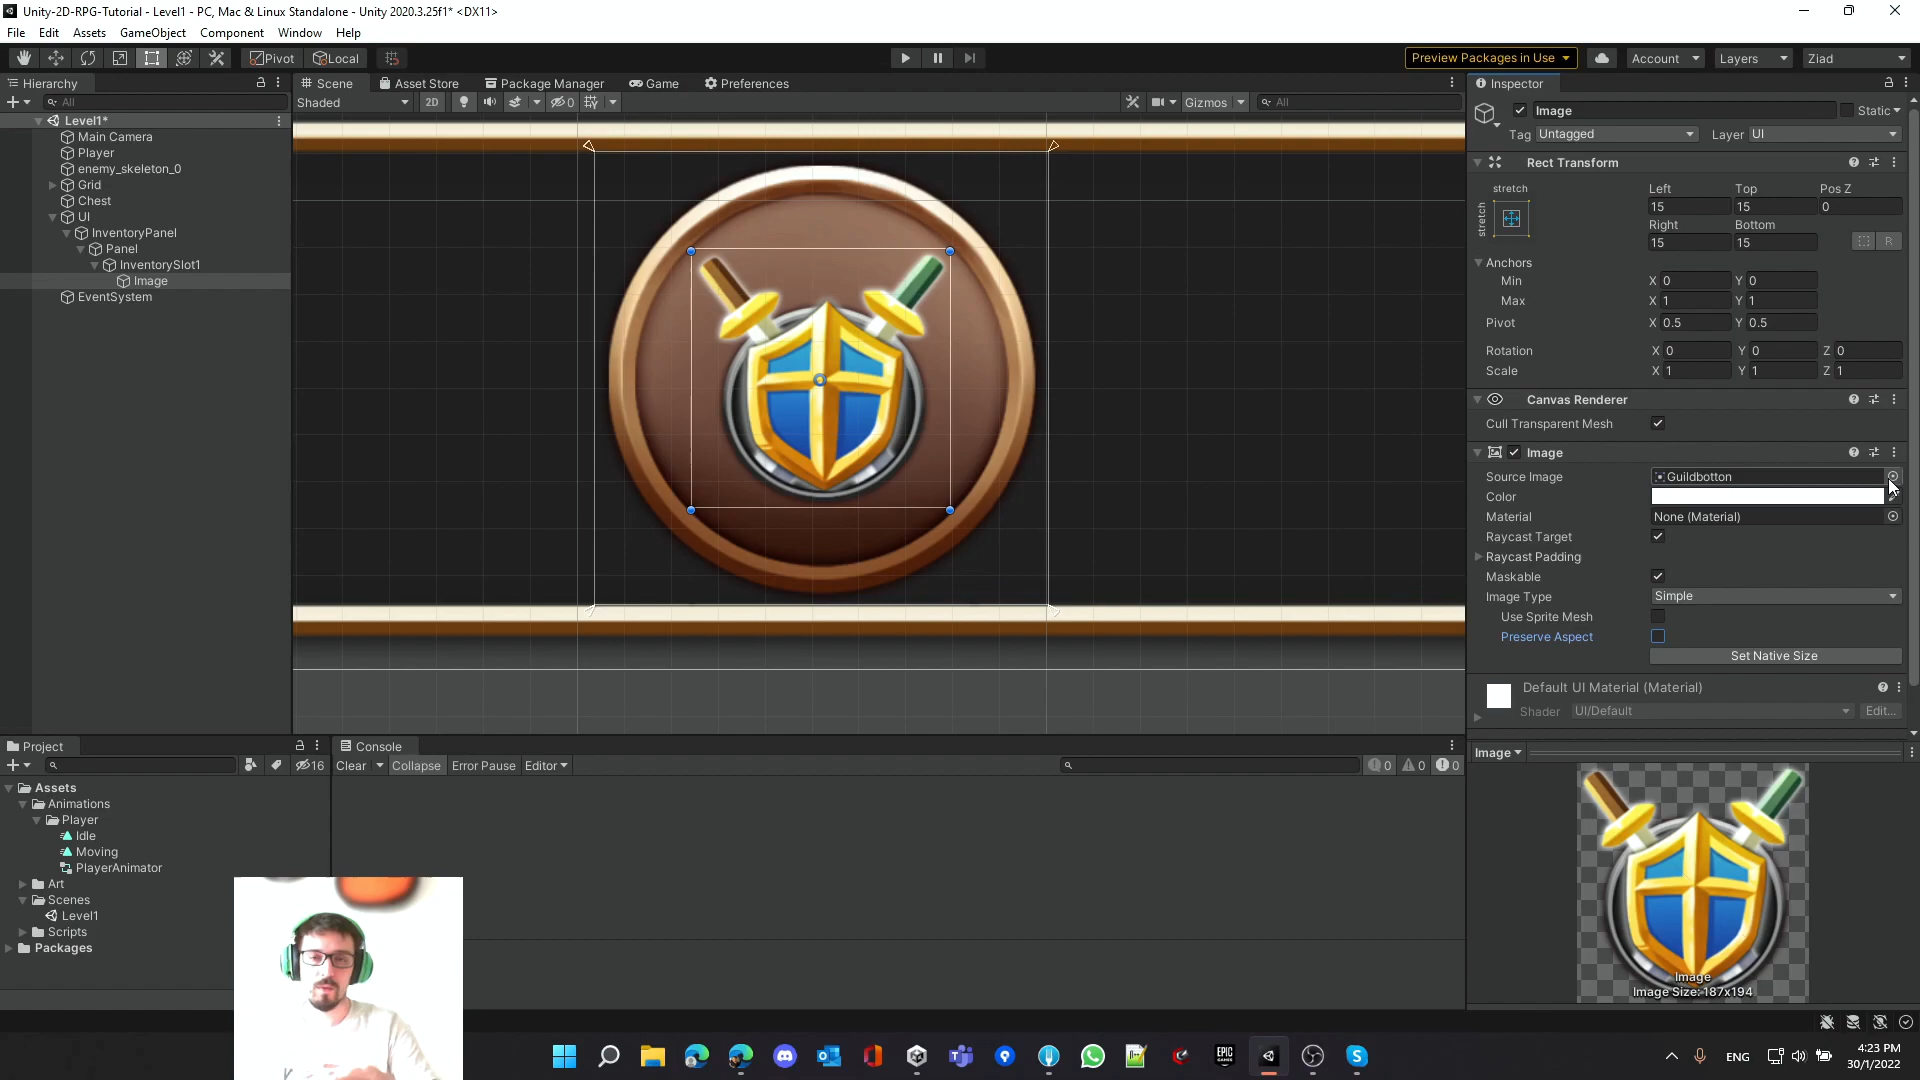 Unity-2D-RPG-Tutorial - Level1 - PC, Mac & Linux Standalone - Unity 2020.3.25f1* <DX11>
File Edit Assets GameObject Component Window Help
Pivot Local Preview Packages in Use Account Layers Ziad
Hierarchy
All
Level1*
Main Camera
Player
enemy_skeleton_0
Grid
Chest
UI
InventoryPanel
Panel
InventorySlot1
Image
EventSystem
Scene Asset Store Package Manager Game Preferences
Shaded 2D 0 Gizmos All
Inspector
Image Static
Tag Untagged Layer UI
Rect Transform
stretch Left Top Pos Z
stretch 15 15 0
Right Bottom
15 15 R
Anchors
Min X 0 Y 0
Max X 1 Y 1
Pivot X 0.5 Y 0.5
Rotation X 0 Y 0 Z 0
Scale X 1 Y 1 Z 1
Canvas Renderer
Cull Transparent Mesh
Image
Source Image Guildbotton
Color
Material None (Material)
Raycast Target
Raycast Padding
Maskable
Image Type Simple
Use Sprite Mesh
Preserve Aspect
Set Native Size
Default UI Material (Material)
Shader UI/Default Edit...
Image
Image
Image Size: 187x194
Project
16
Assets
Animations
Player
Idle
Moving
PlayerAnimator
Art
Scenes
Level1
Scripts
Packages
Console
Clear Collapse Error Pause Editor 0 0 0
EPIC GAMES
ENG 4:23 PM
30/1/2022